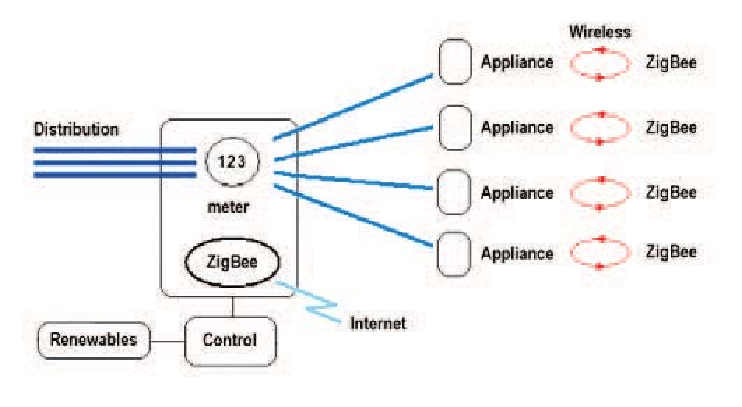 Wireless
Appliance ZigBee
Distribution
Appliance ZigBee
123
meter
Appliance ZigBee
ZigBee
Appliance ZigBee
Internet
Renewables Control